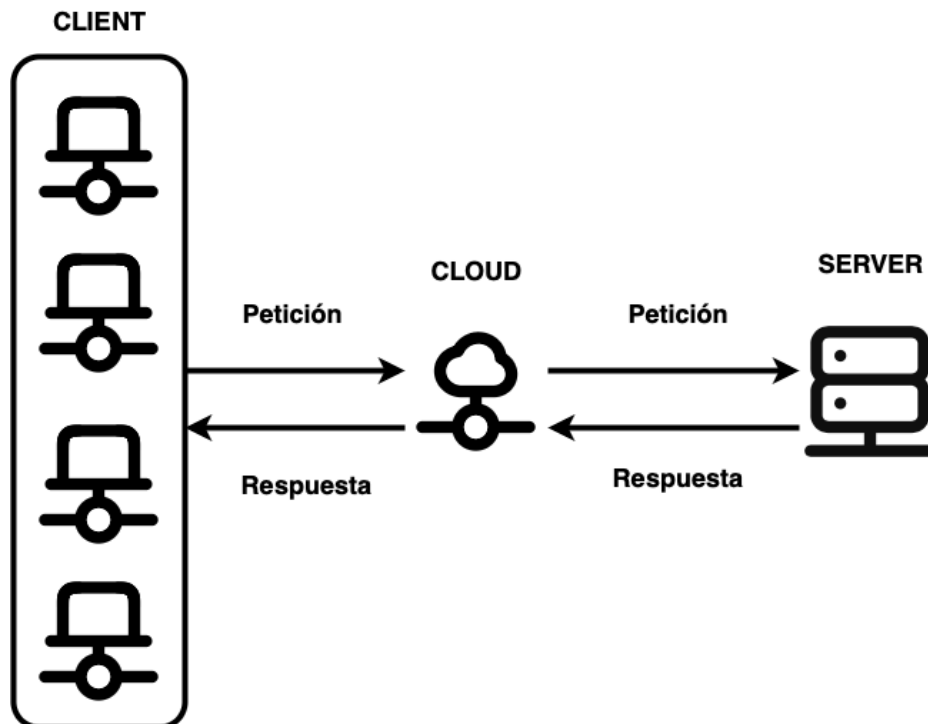 CLIENT
CLOUD
SERVER
Petición
Petición
Respuesta
Respuesta